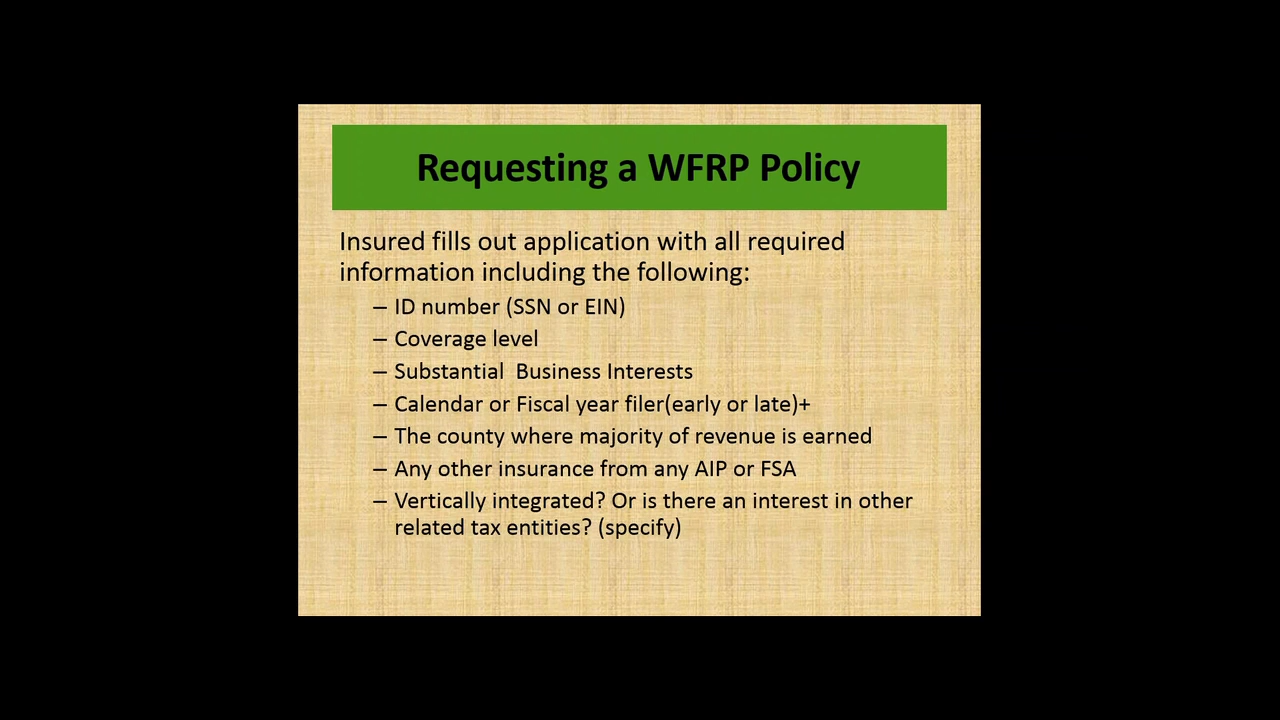 Requesting a WFRP Policy
Insured fills out application with all required
information including the following:
– ID number (SSN or EIN)
– Coverage level
– Substantial  Business Interests
– Calendar or Fiscal year filer(early or late)+
– The county where majority of revenue is earned
– Any other insurance from any AIP or FSA
– Vertically integrated? Or is there an interest in other
related tax entities? (specify)